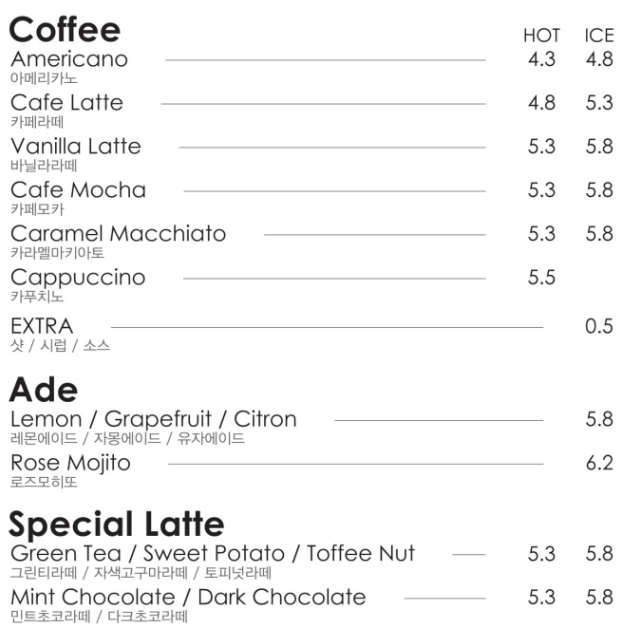 Coffee HOT ICE
Americano 4.3 4.8
아메리카노
Cafe Latte 4.8 5.3
카페라떼
Vanilla Latte 5.3 5.8
바닐라라떼
Cafe Mocha 5.3 5.8
카페모카
Caramel Macchiato 5.3 5.8
카라멜마키아토
Cappuccino 5.5
카푸치노
EXTRA 0.5
샷 / 시럽 / 소스
Ade
Lemon / Grapefruit / Citron 5.8
레몬에이드 / 자몽에이드 / 유자에이드
Rose Mojito 6.2
로즈모히또
Special Latte
Green Tea / Sweet Potato / Toffee Nut 5.3 5.8
그린티라떼 / 자색고구마라떼 / 토피넛라떼
Mint Chocolate / Dark Chocolate 5.3 5.8
민트초코라떼 / 다크초코라떼